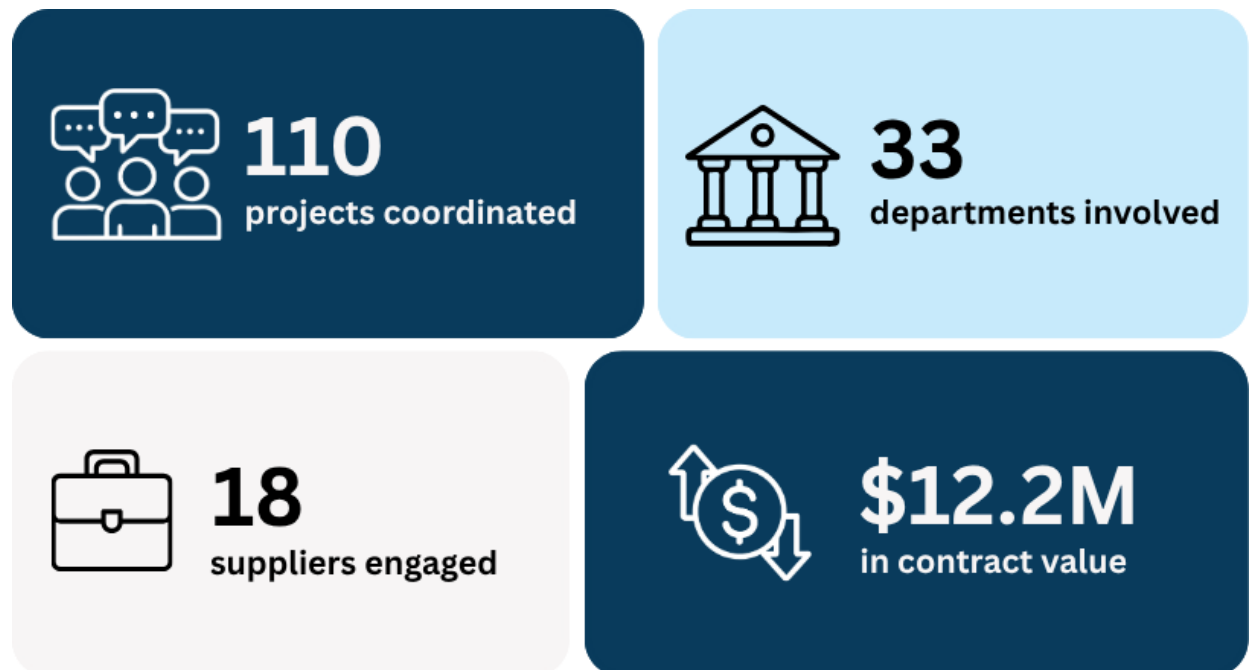 110
projects coordinated
33
departments involved
18
suppliers engaged
$12.2M
in contract value